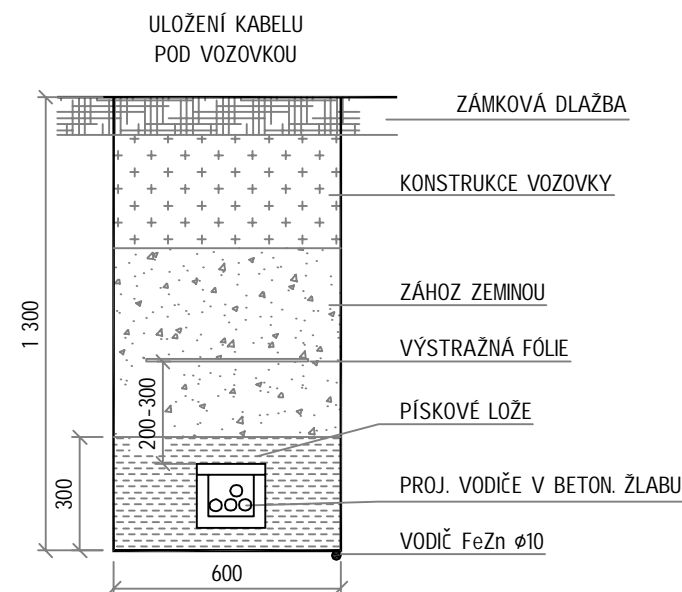 ULOŽENÍ KABELU
POD VOZOVKOU
ZÁMKOVÁ DLAŽBA
KONSTRUKCE VOZOVKY
ZÁHOZ ZEMINOU
VÝSTRAŽNÁ FÓLIE
PÍSKOVÉ LOŽE
PROJ. VODIČE V BETON. ŽLABU
VODIČ FeZn ø10
1 300
200-300
300
600